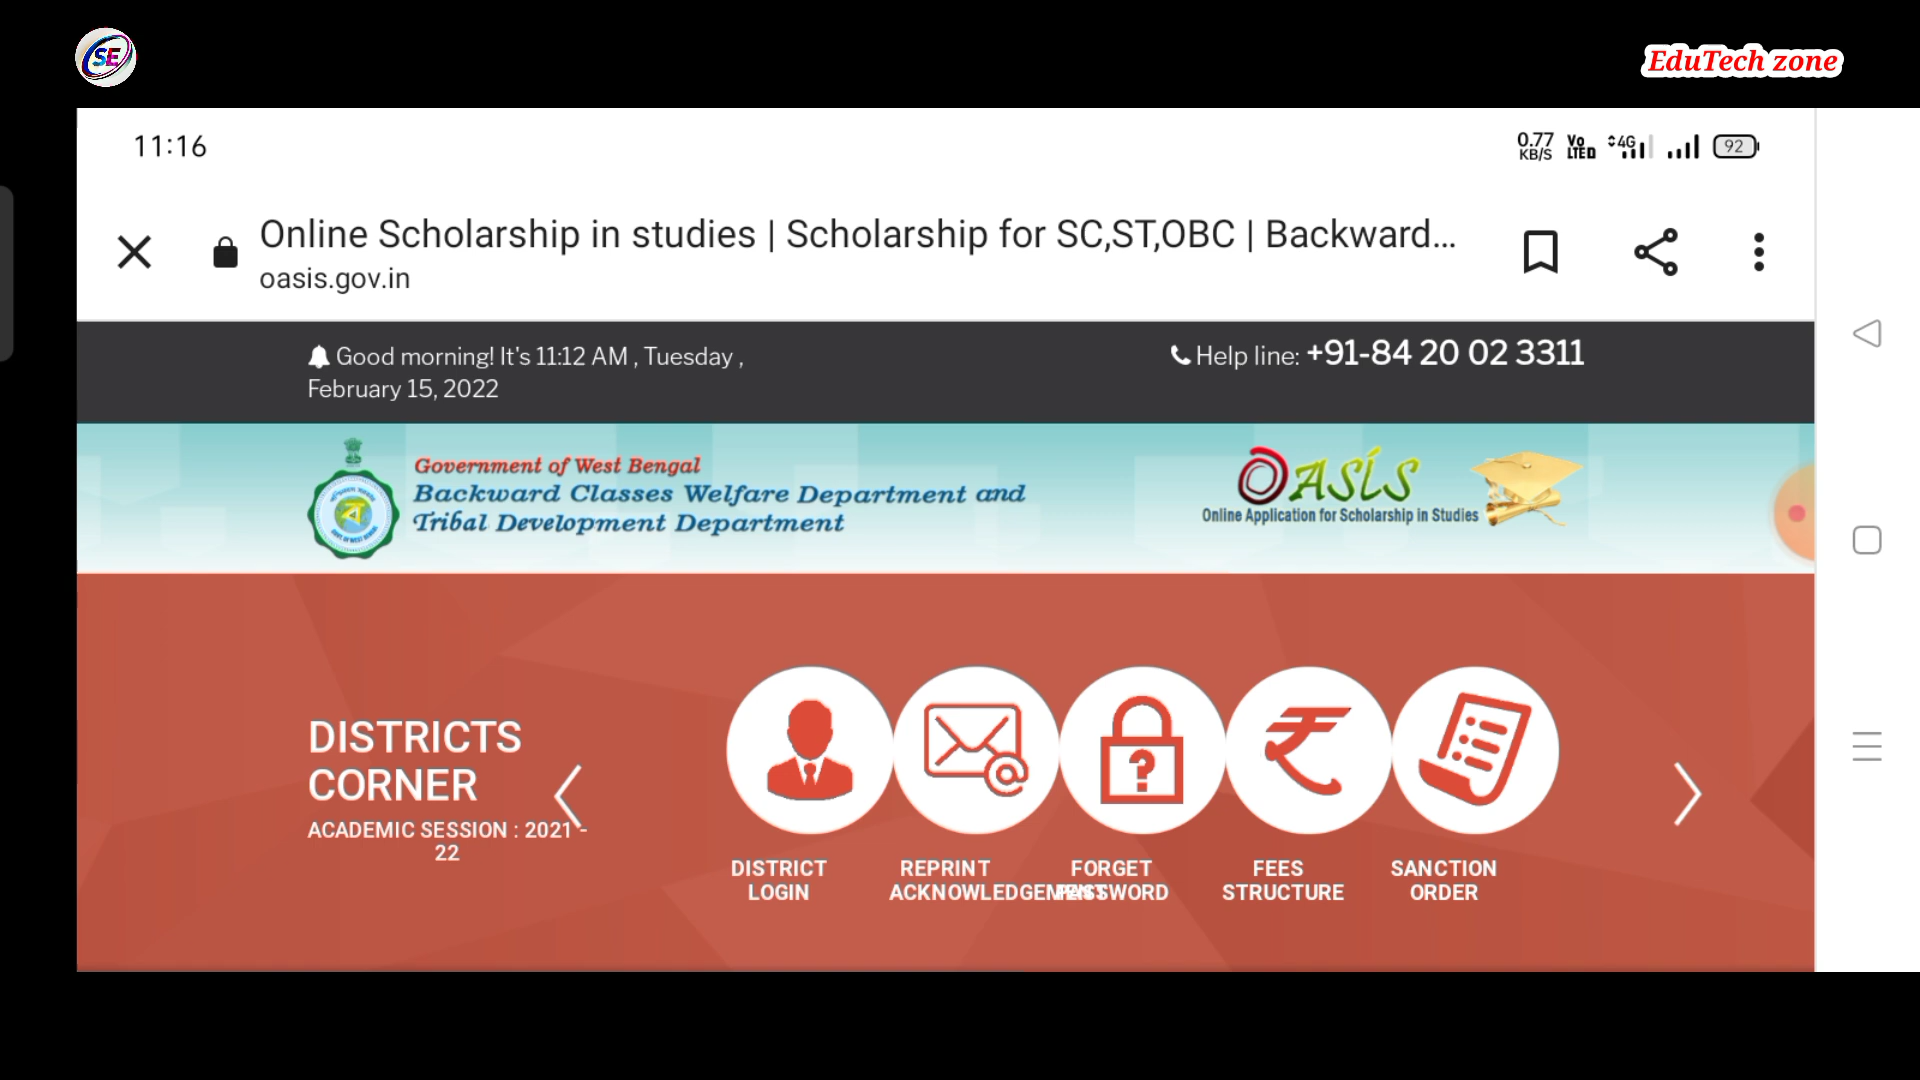 SE
EduTech zone
11:16
0.77 KB/S Vo LTED 4G 92
Online Scholarship in studies | Scholarship for SC,ST,OBC | Backward...
oasis.gov.in
Good morning! It's 11:12 AM , Tuesday ,
February 15, 2022
Help line: +91-84 20 02 3311
Government of West Bengal
Backward Classes Welfare Department and
Tribal Development Department
OASIS
Online Application for Scholarship in Studies
DISTRICTS
CORNER
ACADEMIC SESSION : 2021 -
22
DISTRICT
LOGIN
REPRINT
ACKNOWLEDGEMENT
FORGET
PASSWORD
FEES
STRUCTURE
SANCTION
ORDER